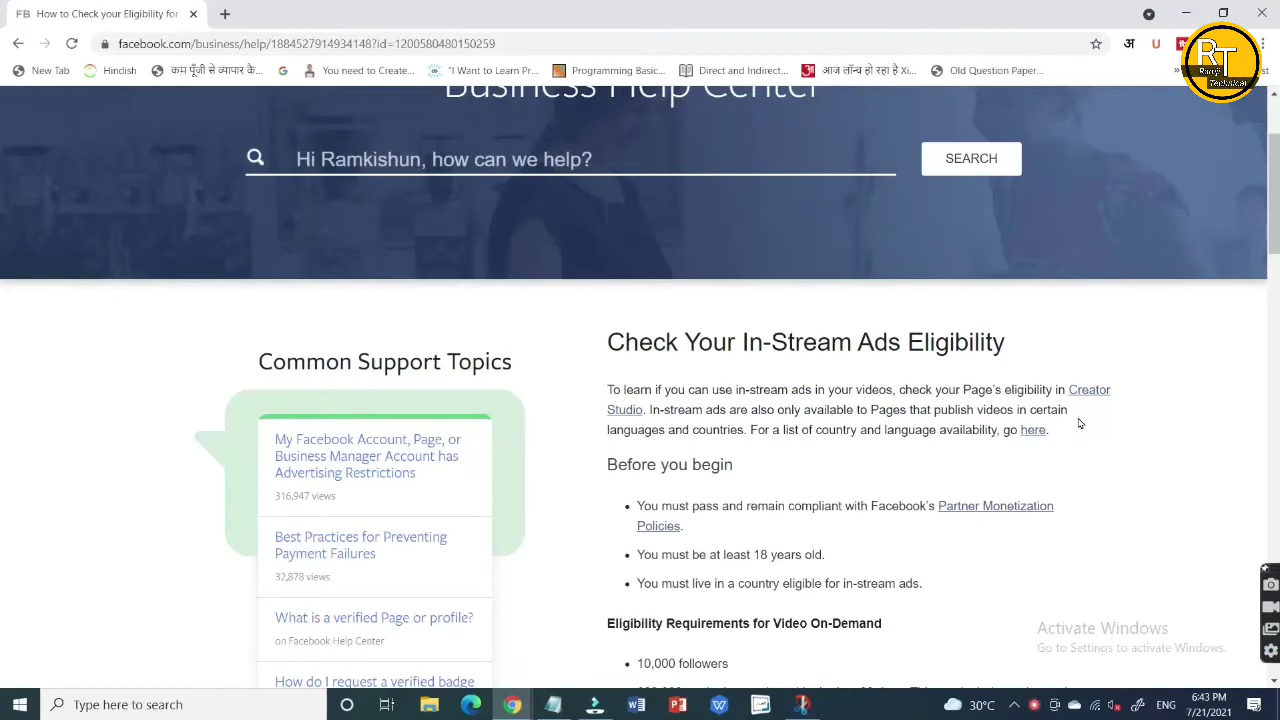 FB How to Check your Eligibility for
facebook.com/business/help/1884527914934148?id=1200580480150259
अ
U
New Tab
Hindish
कम पूँजी से व्यापार कै...
G
You need to Create...
"I Wanted To Learn Pr...
Programming Basic...
Direct and Indirect...
आज लॉन्च हो रहा है Xi...
Old Question Paper...
»
RT
Ramji
Technical
Business Help Center
Hi Ramkishun, how can we help?
SEARCH
Common Support Topics
My Facebook Account, Page, or
Business Manager Account has
Advertising Restrictions
316,947 views
Best Practices for Preventing
Payment Failures
32,878 views
What is a verified Page or profile?
on Facebook Help Center
How do I request a verified badge
Check Your In-Stream Ads Eligibility
To learn if you can use in-stream ads in your videos, check your Page's eligibility in Creator
Studio. In-stream ads are also only available to Pages that publish videos in certain
languages and countries. For a list of country and language availability, go here.
Before you begin
• You must pass and remain compliant with Facebook's Partner Monetization
Policies.
• You must be at least 18 years old.
• You must live in a country eligible for in-stream ads.
Eligibility Requirements for Video On-Demand
• 10,000 followers
Activate Windows
Go to Settings to activate Windows.
Type here to search
30°C
ENG
6:43 PM
7/21/2021